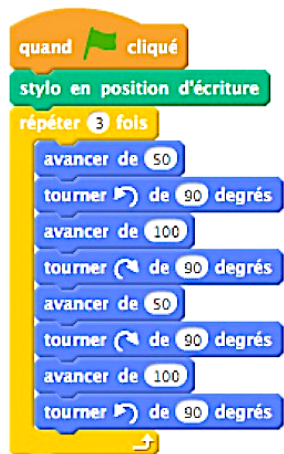 quand cliqué
stylo en position d'écriture
répéter 3 fois
avancer de 50
tourner de 90 degrés
avancer de 100
tourner de 90 degrés
avancer de 50
tourner de 90 degrés
avancer de 100
tourner de 90 degrés